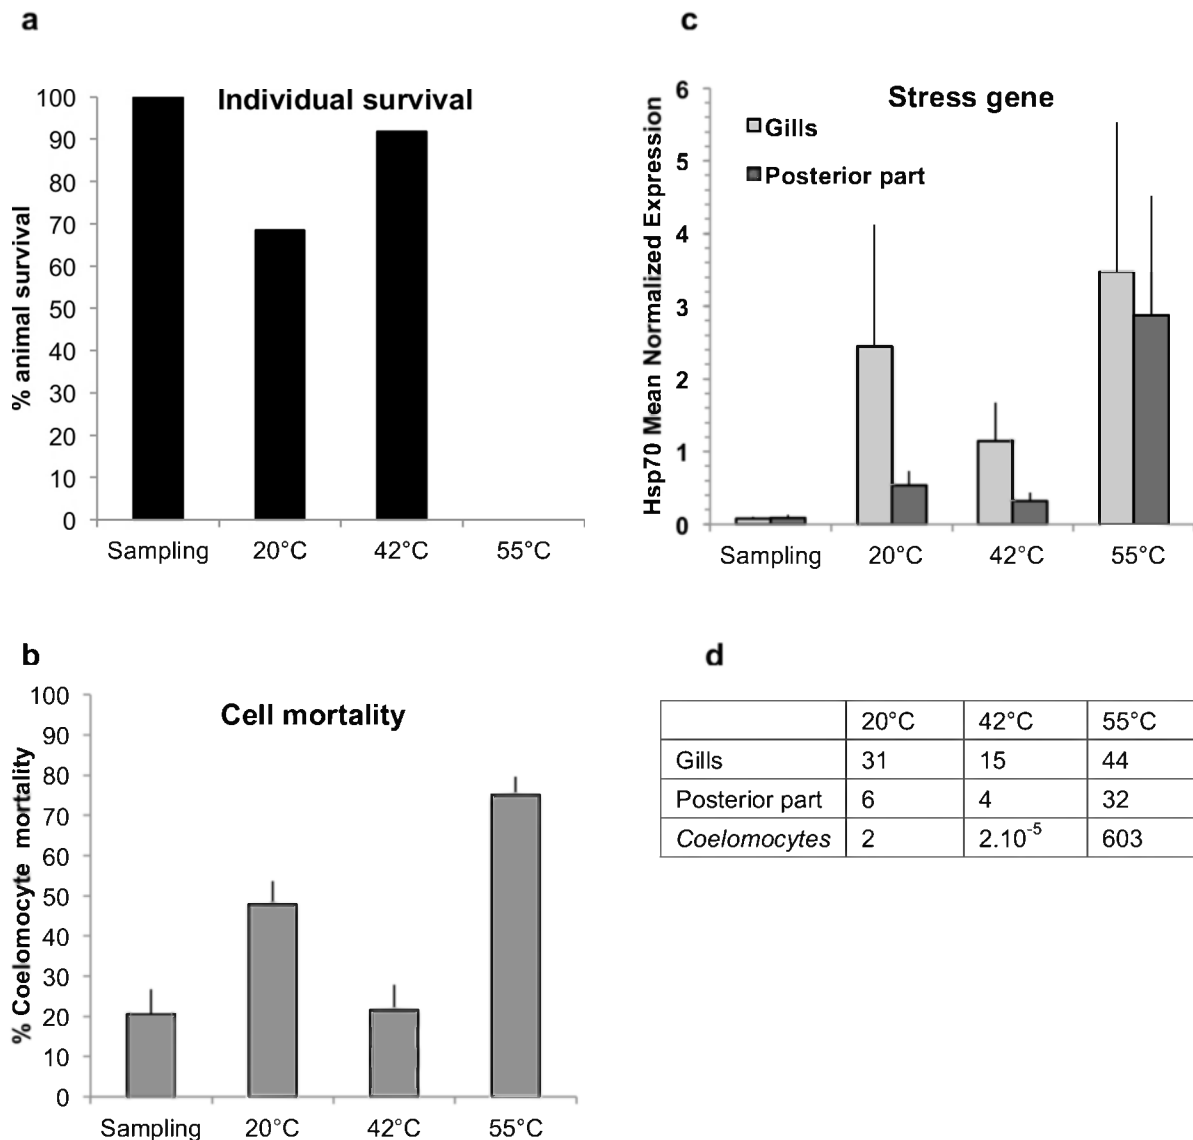 a
Individual survival
% animal survival
100
90
80
70
60
50
40
30
20
10
0
Sampling 20°C 42°C 55°C
b
Cell mortality
% Coelomocyte mortality
100
90
80
70
60
50
40
30
20
10
0
Sampling 20°C 42°C 55°C
c
Stress gene
Gills
Posterior part
Hsp70 Mean Normalized Expression
6
5
4
3
2
1
0
Sampling 20°C 42°C 55°C
d
20°C 42°C 55°C
Gills 31 15 44
Posterior part 6 4 32
Coelomocytes 2 2.10⁻⁵ 603